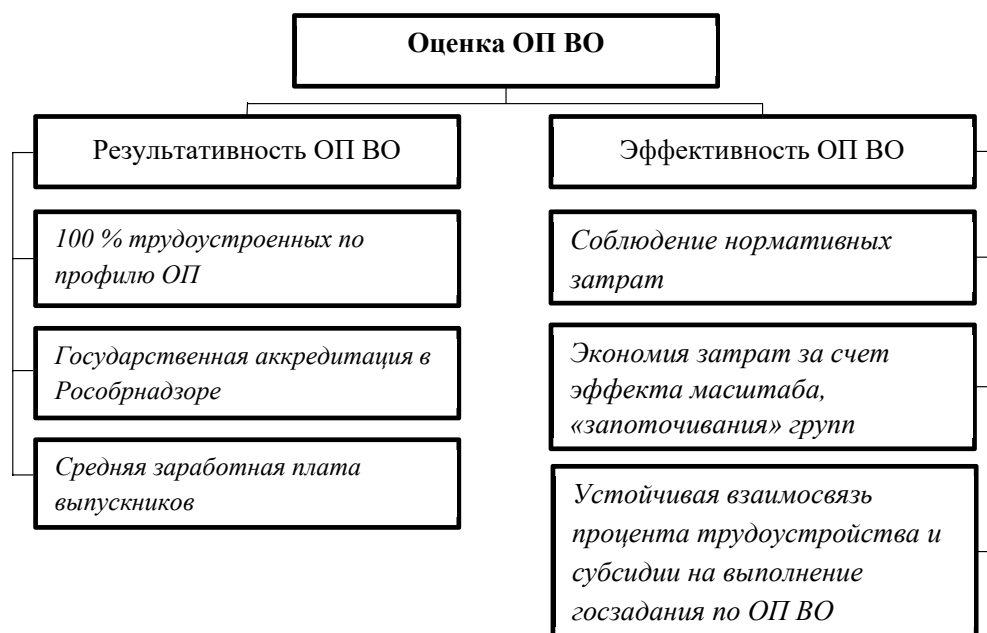 Оценка ОП ВО
Результативность ОП ВО
100 % трудоустроенных по
профилю ОП
Государственная аккредитация в
Рособрнадзоре
Средняя заработная плата
выпускников
Эффективность ОП ВО
Соблюдение нормативных
затрат
Экономия затрат за счет
эффекта масштаба,
«запоточивания» групп
Устойчивая взаимосвязь
процента трудоустройства и
субсидии на выполнение
госзадания по ОП ВО